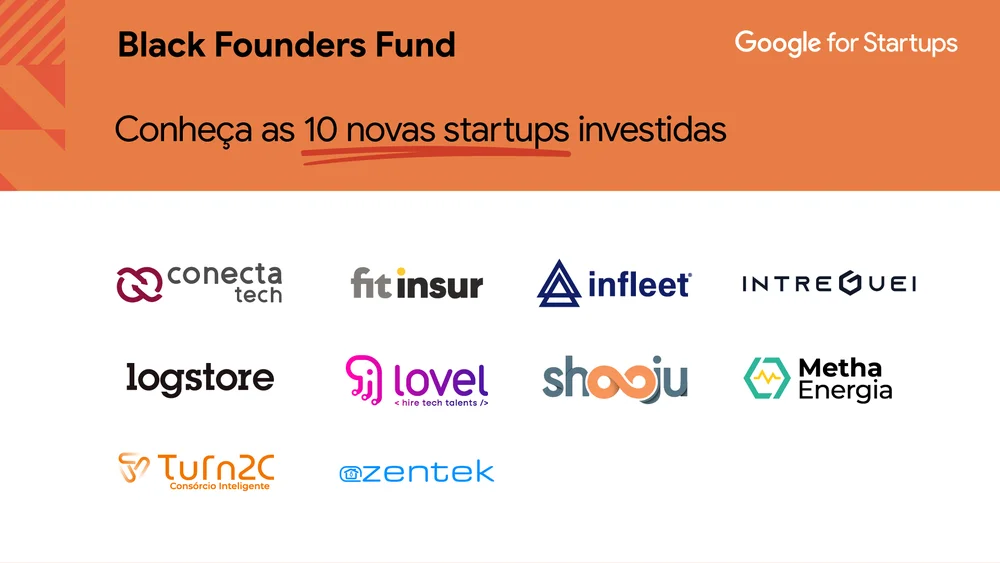 Black Founders Fund
Google for Startups
Conheça as 10 novas startups investidas
conecta
tech
fitinsur
infleet®
INTREGUEI
logstore
lovel
< hire tech talents />
shooju
Metha
Energia
Turn2C
Consórcio Inteligente
@zentek